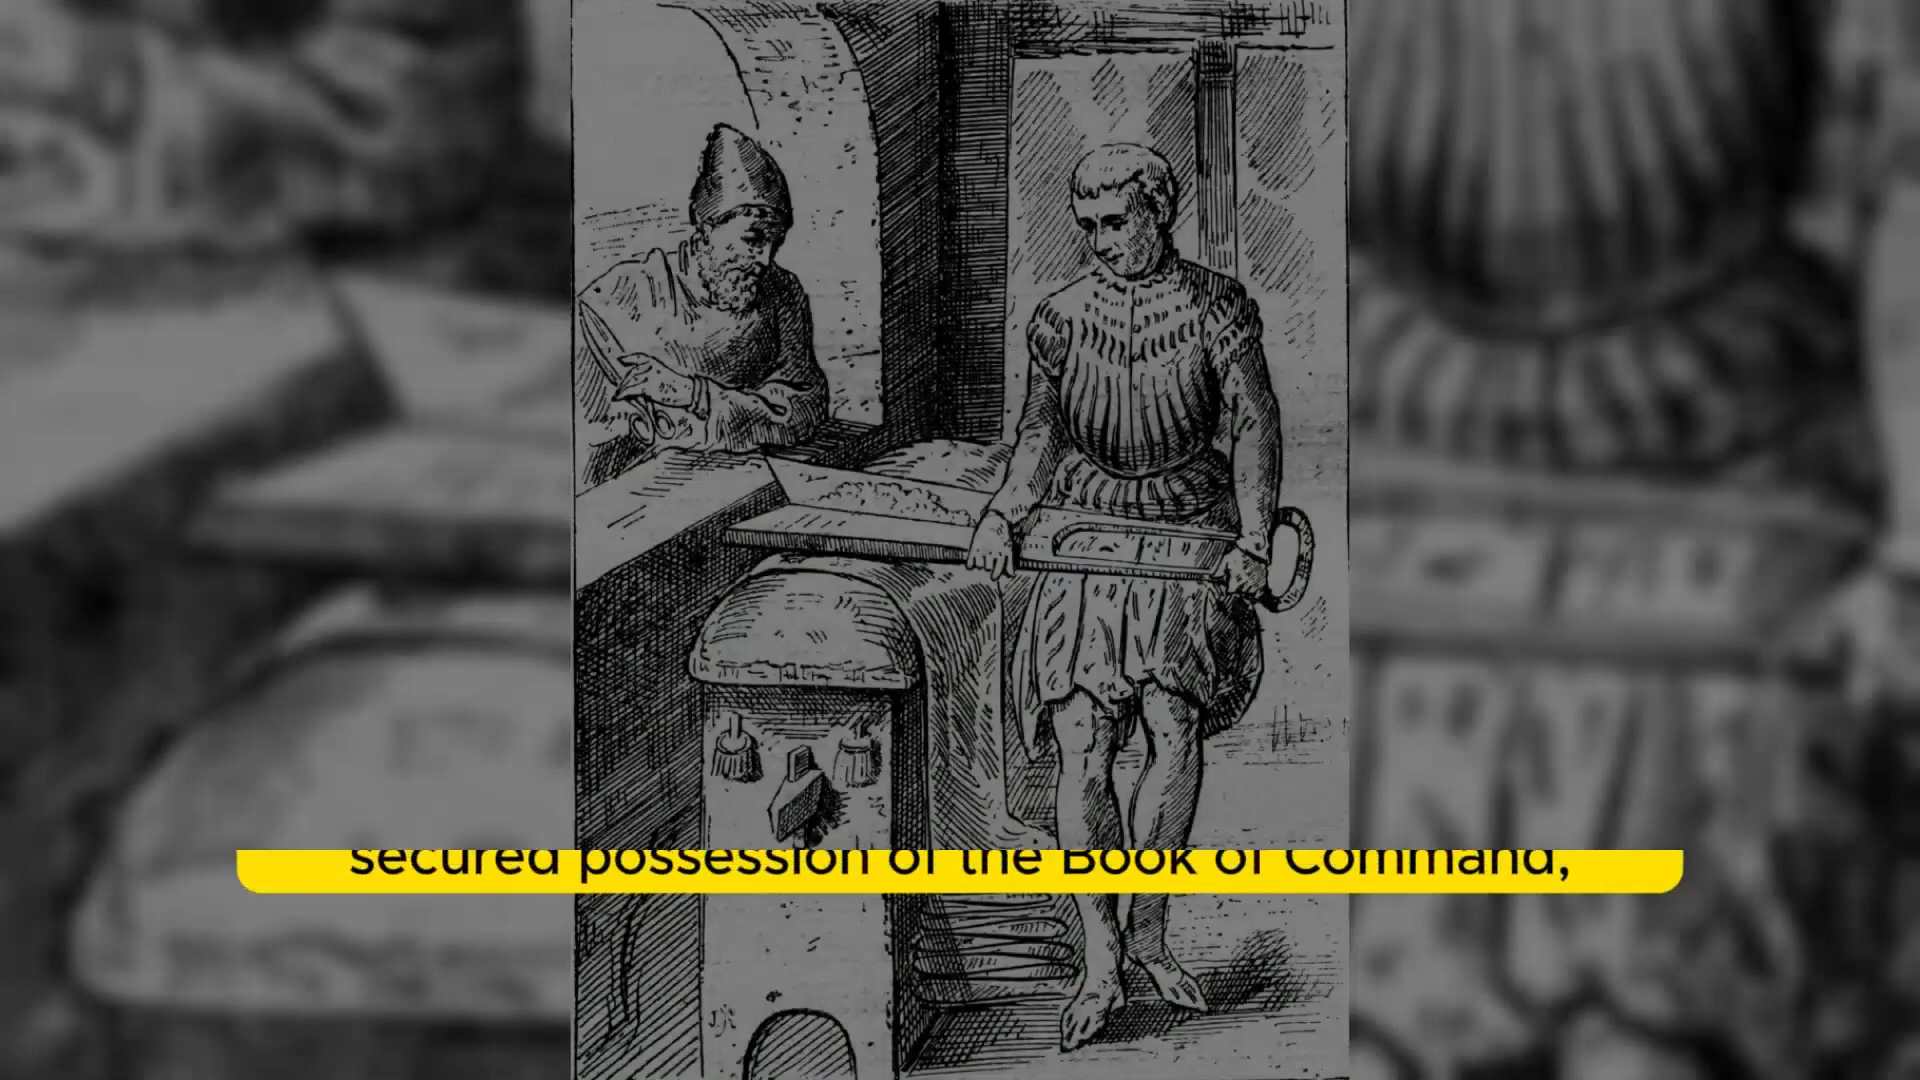 secured possession of the Book of Command,